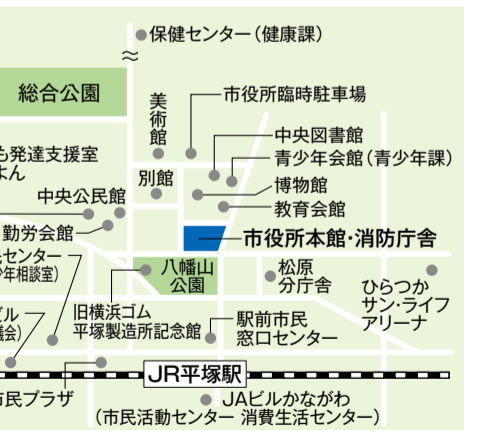 保健センター（健康課）
総合公園
美術館
市役所臨時駐車場
中央図書館
青少年会館（青少年課）
も発達支援室
よん
別館
博物館
中央公民館
教育会館
勤労会館
市役所本館・消防庁舎
センター
少年相談室）
八幡山
公園
松原
分庁舎
ひらつか
サン・ライフ
アリーナ
ビル
議会）
旧横浜ゴム
平塚製造所記念館
駅前市民
窓口センター
JR平塚駅
市民プラザ
JAビルかながわ
（市民活動センター 消費生活センター）